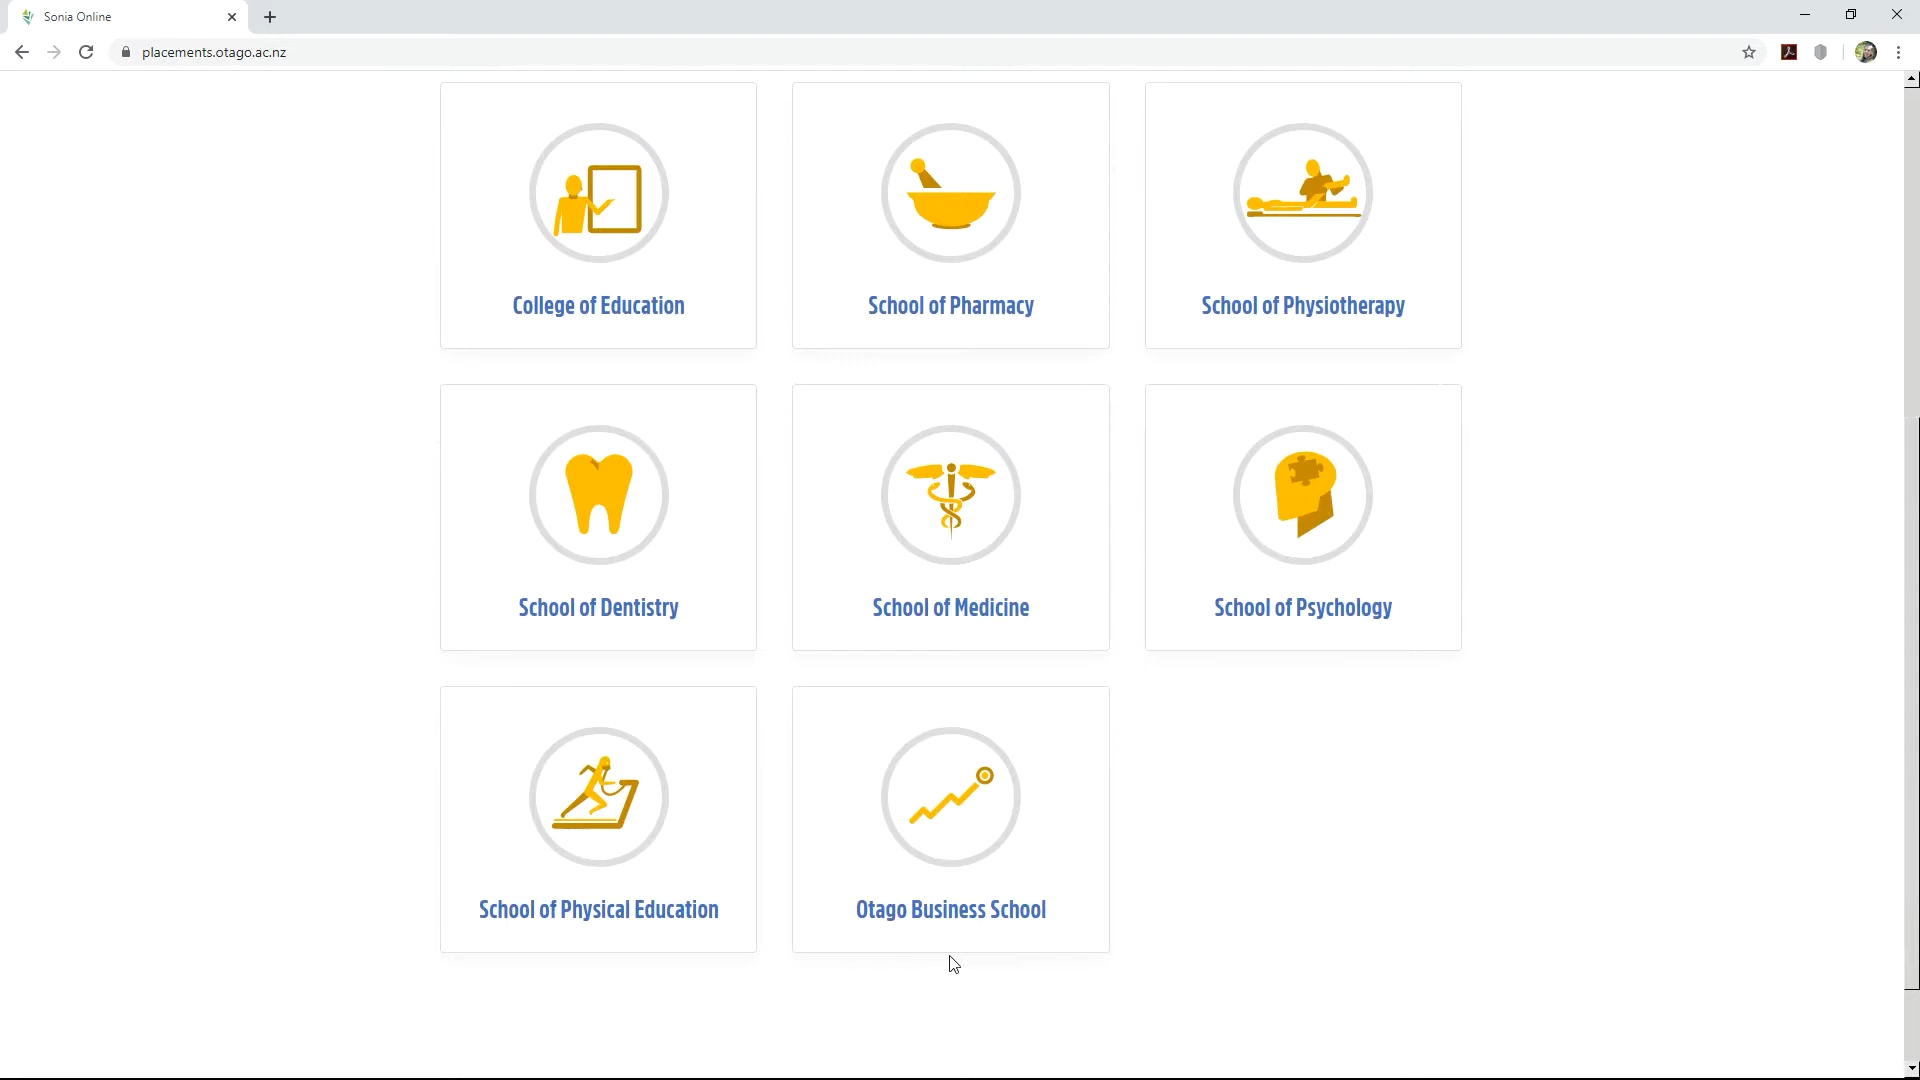 Sonia Online
placements.otago.ac.nz
College of Education
School of Pharmacy
School of Physiotherapy
School of Dentistry
School of Medicine
School of Psychology
School of Physical Education
Otago Business School